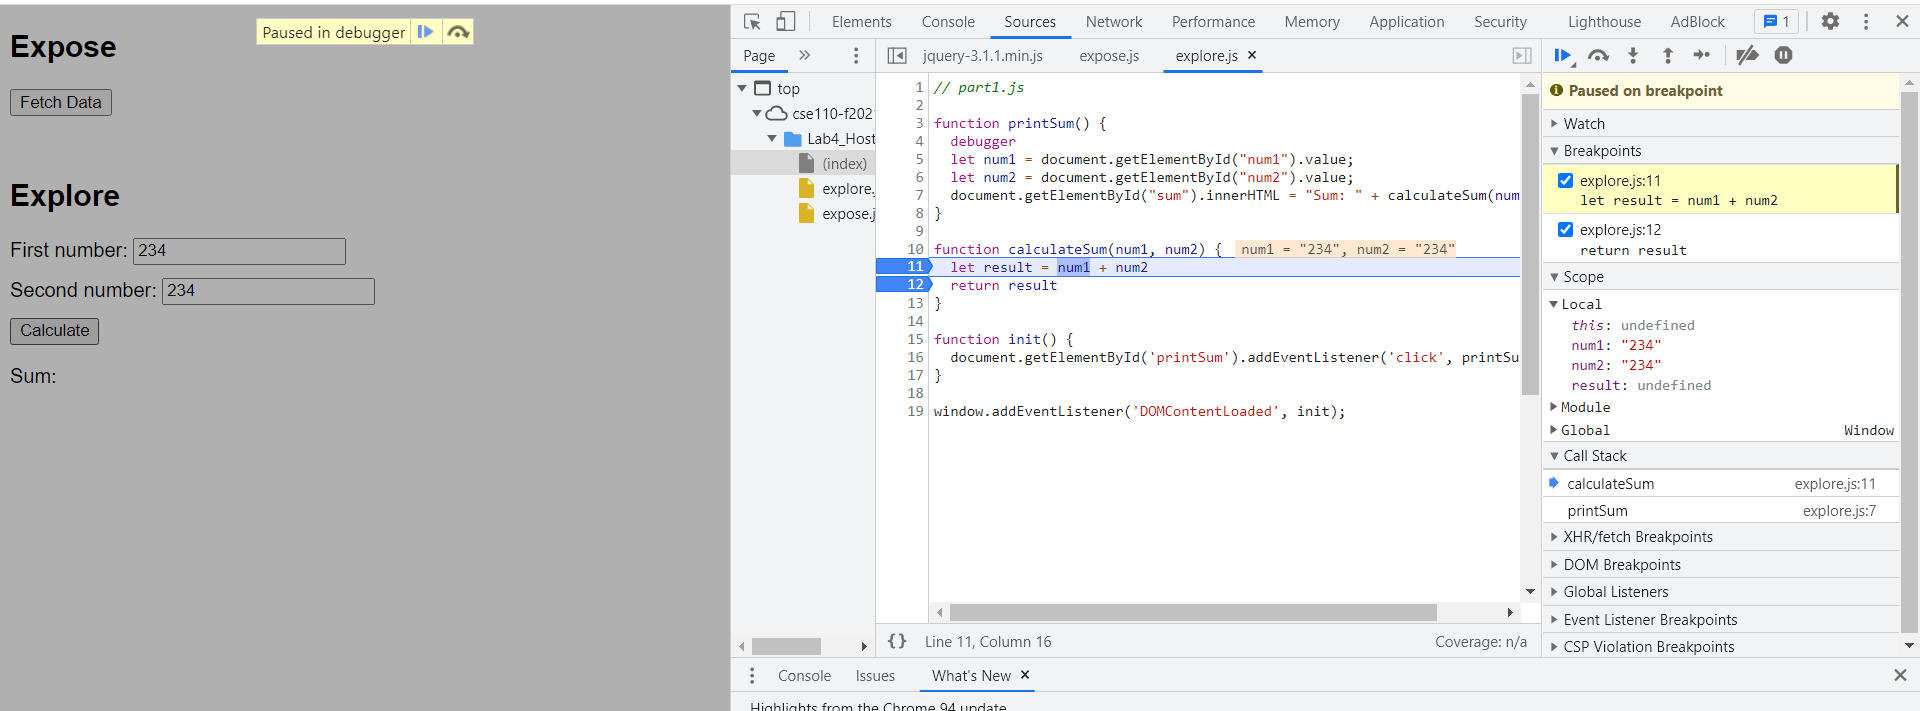 Expose
Paused in debugger
Fetch Data
Explore
First number: 234
Second number: 234
Calculate
Sum:
Elements Console Sources Network Performance Memory Application Security Lighthouse AdBlock 1
Page
jquery-3.1.1.min.js expose.js explore.js
top
cse110-f202
Lab4_Host
(index)
explore.
expose.j
1 // part1.js
2
3 function printSum() {
4 debugger
5 let num1 = document.getElementById("num1").value;
6 let num2 = document.getElementById("num2").value;
7 document.getElementById("sum").innerHTML = "Sum: " + calculateSum(num
8 }
9
10 function calculateSum(num1, num2) { num1 = "234", num2 = "234"
11 let result = num1 + num2
12 return result
13 }
14
15 function init() {
16 document.getElementById('printSum').addEventListener('click', printSu
17 }
18
19 window.addEventListener('DOMContentLoaded', init);
{} Line 11, Column 16 Coverage: n/a
Paused on breakpoint
Watch
Breakpoints
explore.js:11
let result = num1 + num2
explore.js:12
return result
Scope
Local
this: undefined
num1: "234"
num2: "234"
result: undefined
Module
Global Window
Call Stack
calculateSum explore.js:11
printSum explore.js:7
XHR/fetch Breakpoints
DOM Breakpoints
Global Listeners
Event Listener Breakpoints
CSP Violation Breakpoints
Console Issues What's New
Highlights from the Chrome 94 update